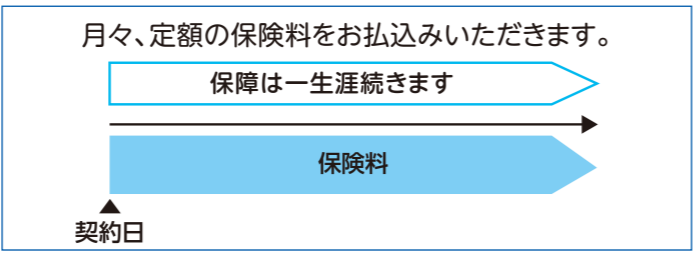 月々、定額の保険料をお払込みいただきます。
保障は一生涯続きます
保険料
契約日